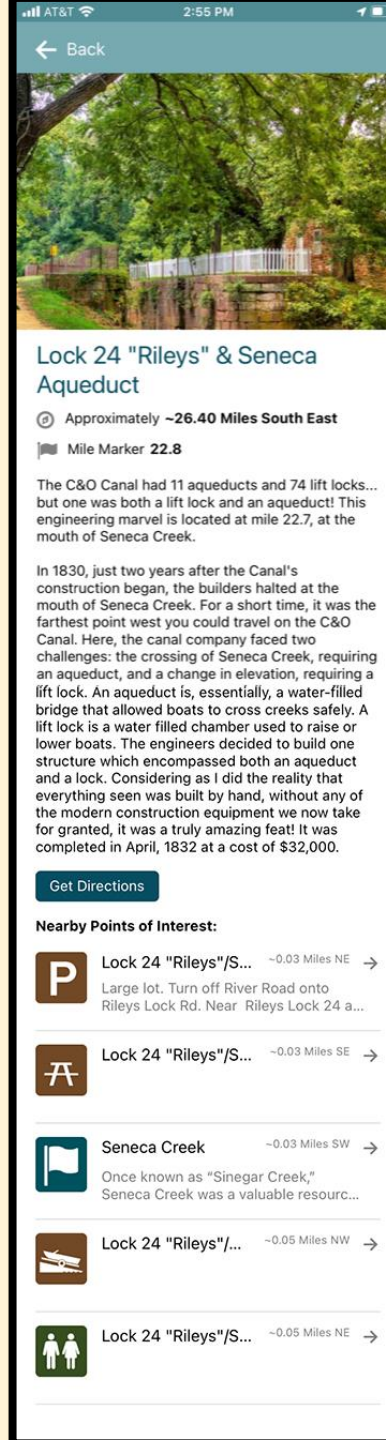 AT&T 2:55 PM
Back
Lock 24 "Rileys" & Seneca
Aqueduct
Approximately ~26.40 Miles South East
Mile Marker 22.8
The C&O Canal had 11 aqueducts and 74 lift locks...
but one was both a lift lock and an aqueduct! This
engineering marvel is located at mile 22.7, at the
mouth of Seneca Creek.
In 1830, just two years after the Canal's
construction began, the builders halted at the
mouth of Seneca Creek. For a short time, it was the
farthest point west you could travel on the C&O
Canal. Here, the canal company faced two
challenges: the crossing of Seneca Creek, requiring
an aqueduct, and a change in elevation, requiring a
lift lock. An aqueduct is, essentially, a water-filled
bridge that allowed boats to cross creeks safely. A
lift lock is a water filled chamber used to raise or
lower boats. The engineers decided to build one
structure which encompassed both an aqueduct
and a lock. Considering as I did the reality that
everything seen was built by hand, without any of
the modern construction equipment we now take
for granted, it was a truly amazing feat! It was
completed in April, 1832 at a cost of $32,000.
Get Directions
Nearby Points of Interest:
P
Lock 24 "Rileys"/S... ~0.03 Miles NE
Large lot. Turn off River Road onto
Rileys Lock Rd. Near Rileys Lock 24 a...
Lock 24 "Rileys"/S... ~0.03 Miles SE
Seneca Creek ~0.03 Miles SW
Once known as “Sinegar Creek,”
Seneca Creek was a valuable resourc...
Lock 24 "Rileys"/... ~0.05 Miles NW
Lock 24 "Rileys"/S... ~0.05 Miles NE